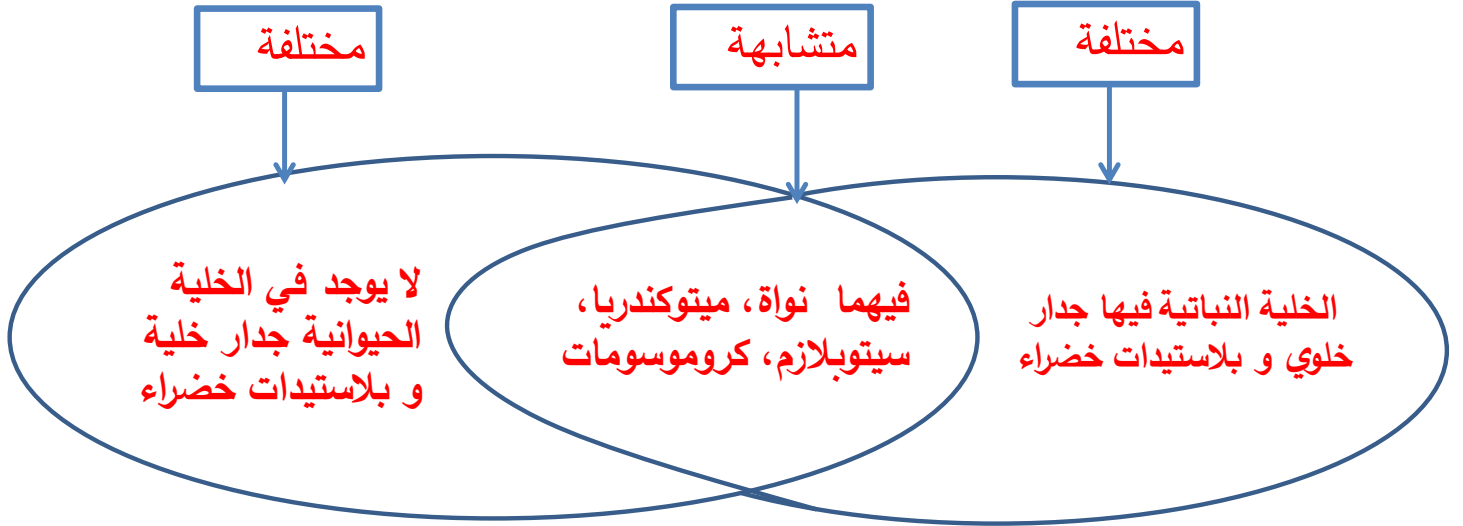 مختلفة
متشابهة
مختلفة
الخلية النباتية فيها جدار
خلوي و بلاستيدات خضراء
فيهما نواة، ميتوكندريا،
سيتوبلازم، كروموسومات
لا يوجد في الخلية
الحيوانية جدار خلية
و بلاستيدات خضراء